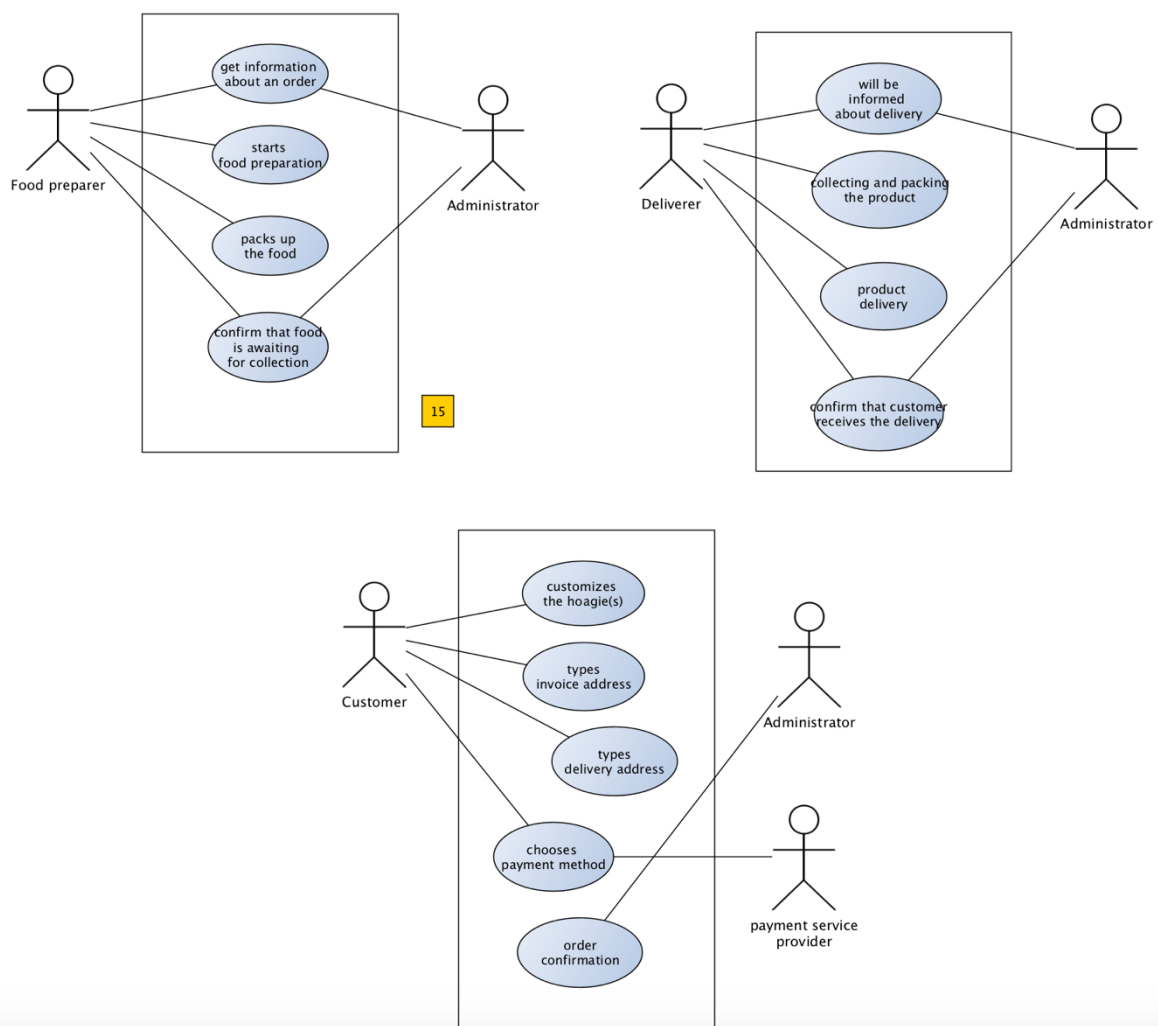 get information
about an order
starts
food preparation
packs up
the food
confirm that food
is awaiting
for collection
Food preparer
Administrator
15
will be
informed
about delivery
collecting and packing
the product
product
delivery
confirm that customer
receives the delivery
Deliverer
Administrator
customizes
the hoagie(s)
types
invoice address
types
delivery address
chooses
payment method
order
confirmation
Customer
Administrator
payment service
provider